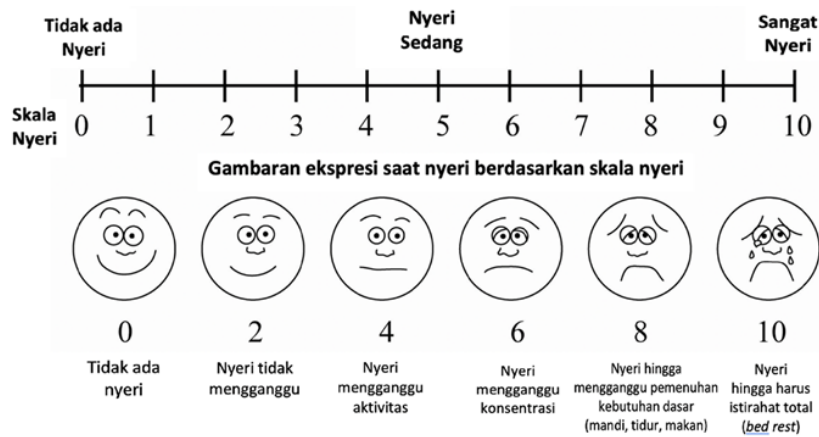 Tidak ada
Nyeri
Nyeri
Sedang
Sangat
Nyeri
Skala
Nyeri
0 1 2 3 4 5 6 7 8 9 10
Gambaran ekspresi saat nyeri berdasarkan skala nyeri
0 2 4 6 8 10
Tidak ada
nyeri
Nyeri tidak
mengganggu
Nyeri
mengganggu
aktivitas
Nyeri
mengganggu
konsentrasi
Nyeri hingga
mengganggu pemenuhan
kebutuhan dasar
(mandi, tidur, makan)
Nyeri
hingga harus
istirahat total
(bed rest)